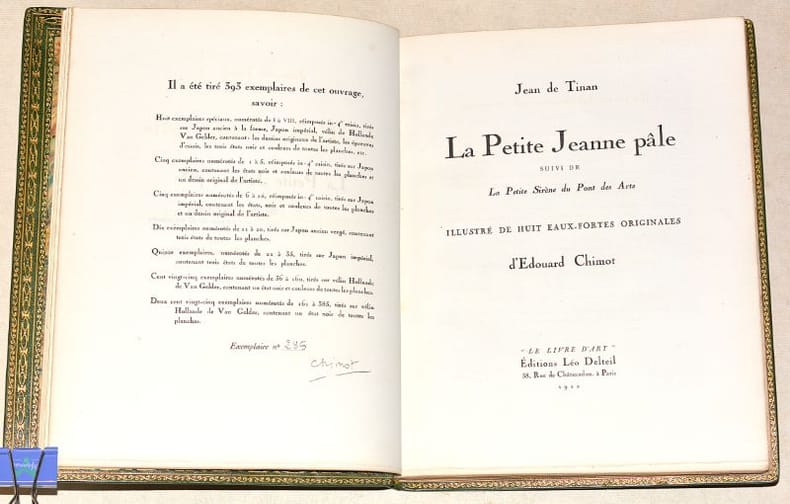 Il a été tiré 393 exemplaires de cet ouvrage,
savoir :
Huit exemplaires spéciaux, numérotés de I à VIII, réimposés in-4° raisin, tirés
sur Japon ancien à la forme, Japon impérial, vélin de Hollande
Van Gelder, contenant : les dessins originaux de l'artiste, les épreuves
d'essais, les trois états noir et couleurs de toutes les planches, etc.
Cinq exemplaires numérotés de 1 à 5, réimposés in-4° raisin, tirés sur Japon
ancien, contenant les états noir et couleurs de toutes les planches et
un dessin original de l'artiste.
Cinq exemplaires numérotés de 6 à 10, réimposés in-4° raisin, tirés sur Japon
impérial, contenant les états, noir et couleurs de toutes les planches
et un dessin original de l'artiste.
Dix exemplaires numérotés de 11 à 20, tirés sur Japon ancien vergé, contenant
trois états de toutes les planches.
Quinze exemplaires, numérotés de 21 à 35, tirés sur Japon impérial,
contenant trois états de toutes les planches.
Cent vingt-cinq exemplaires numérotés de 36 à 160, tirés sur vélin Hollande
de Van Gelder, contenant un état noir et couleurs de toutes les planches.
Deux cent vingt-cinq exemplaires numérotés de 161 à 385, tirés sur vélin
Hollande de Van Gelder, contenant un état noir de toutes les
planches.
Exemplaire n°
Chimot
Jean de Tinan
La Petite Jeanne pâle
SUIVI DE
La Petite Sirène du Pont des Arts
ILLUSTRÉ DE HUIT EAUX-FORTES ORIGINALES
d'Edouard Chimot
" LE LIVRE D'ART "
Éditions Léo Delteil
38, Rue de Châteaudun, à Paris
1922